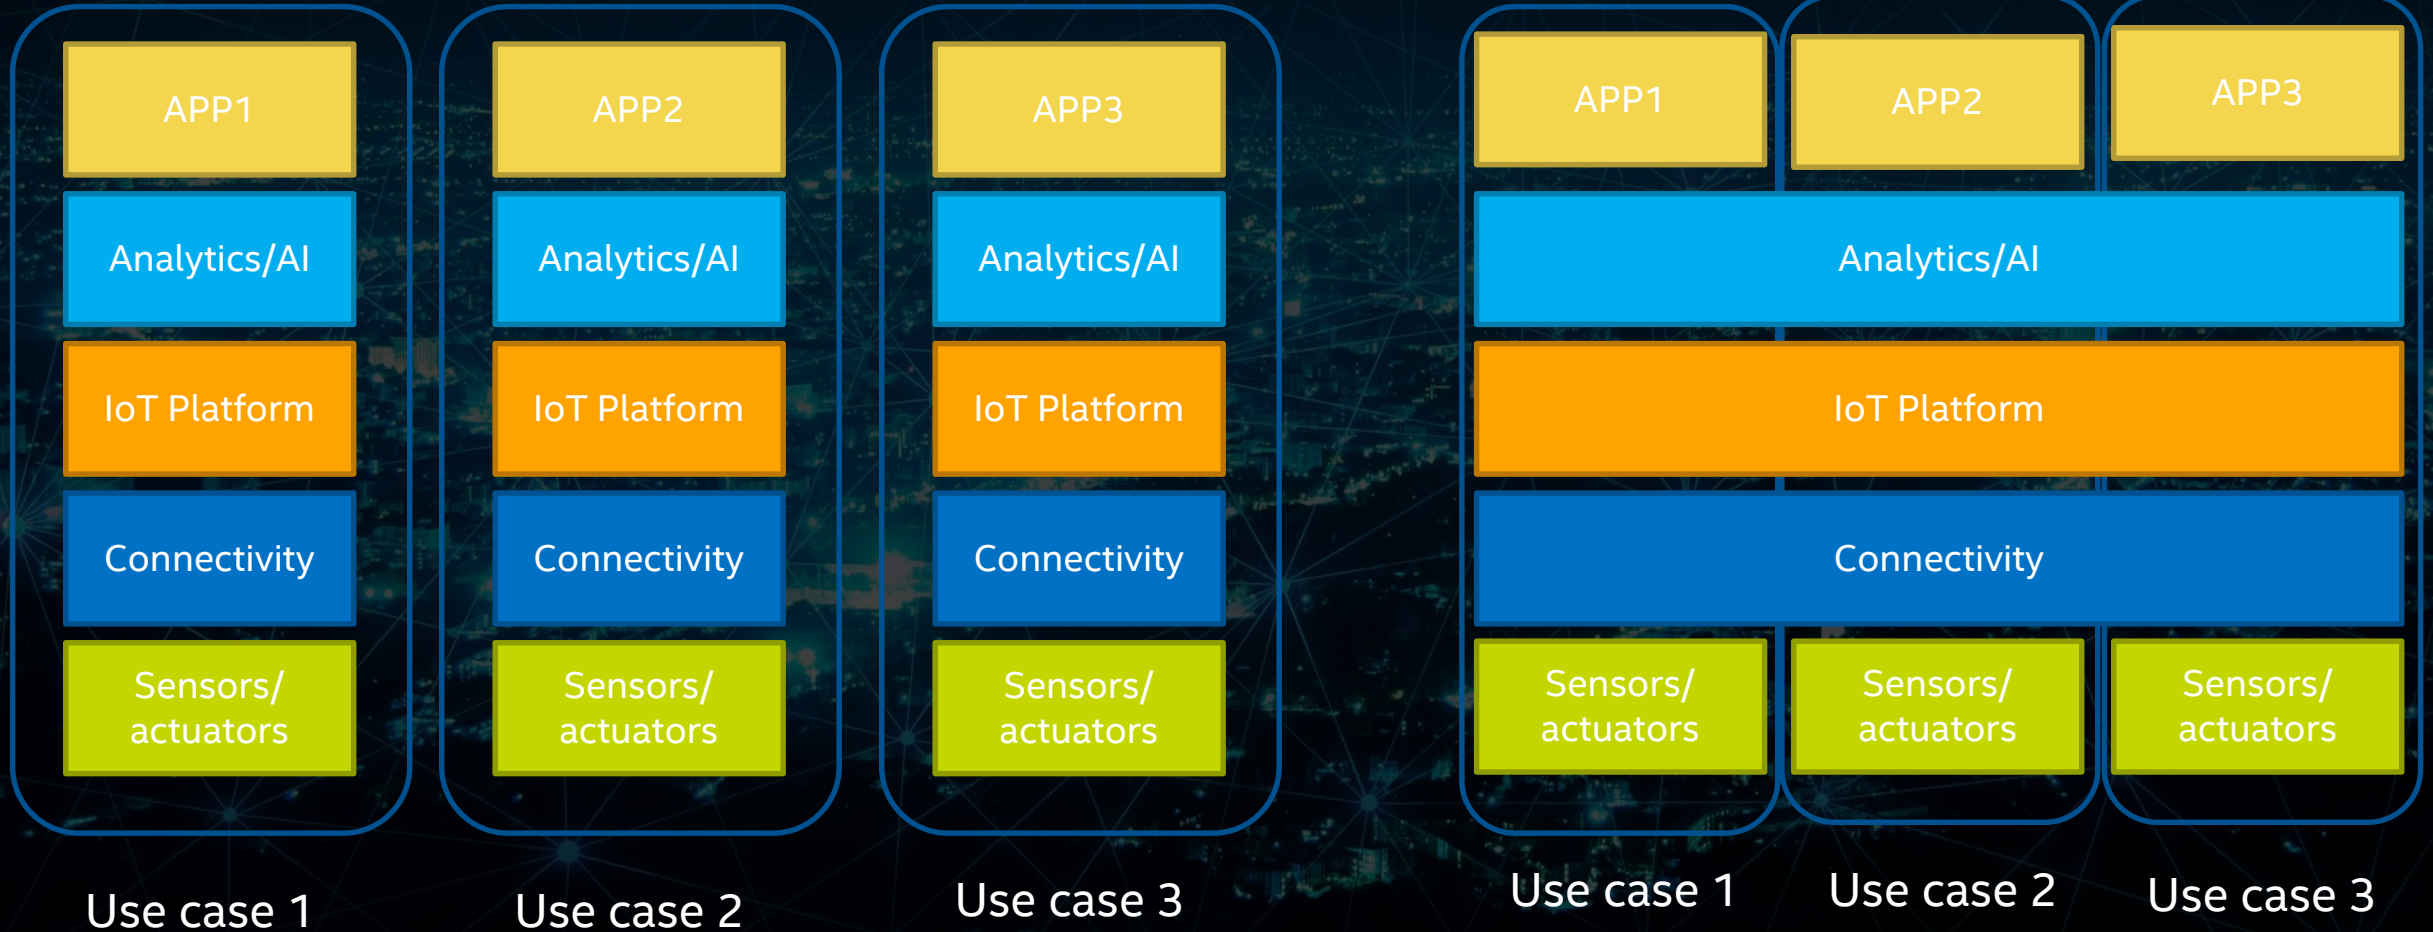 APP1
Analytics/AI
IoT Platform
Connectivity
Sensors/
actuators
Use case 1
APP2
Analytics/AI
IoT Platform
Connectivity
Sensors/
actuators
Use case 2
APP3
Analytics/AI
IoT Platform
Connectivity
Sensors/
actuators
Use case 3
APP1
APP2
APP3
Analytics/AI
IoT Platform
Connectivity
Sensors/
actuators
Sensors/
actuators
Sensors/
actuators
Use case 1
Use case 2
Use case 3